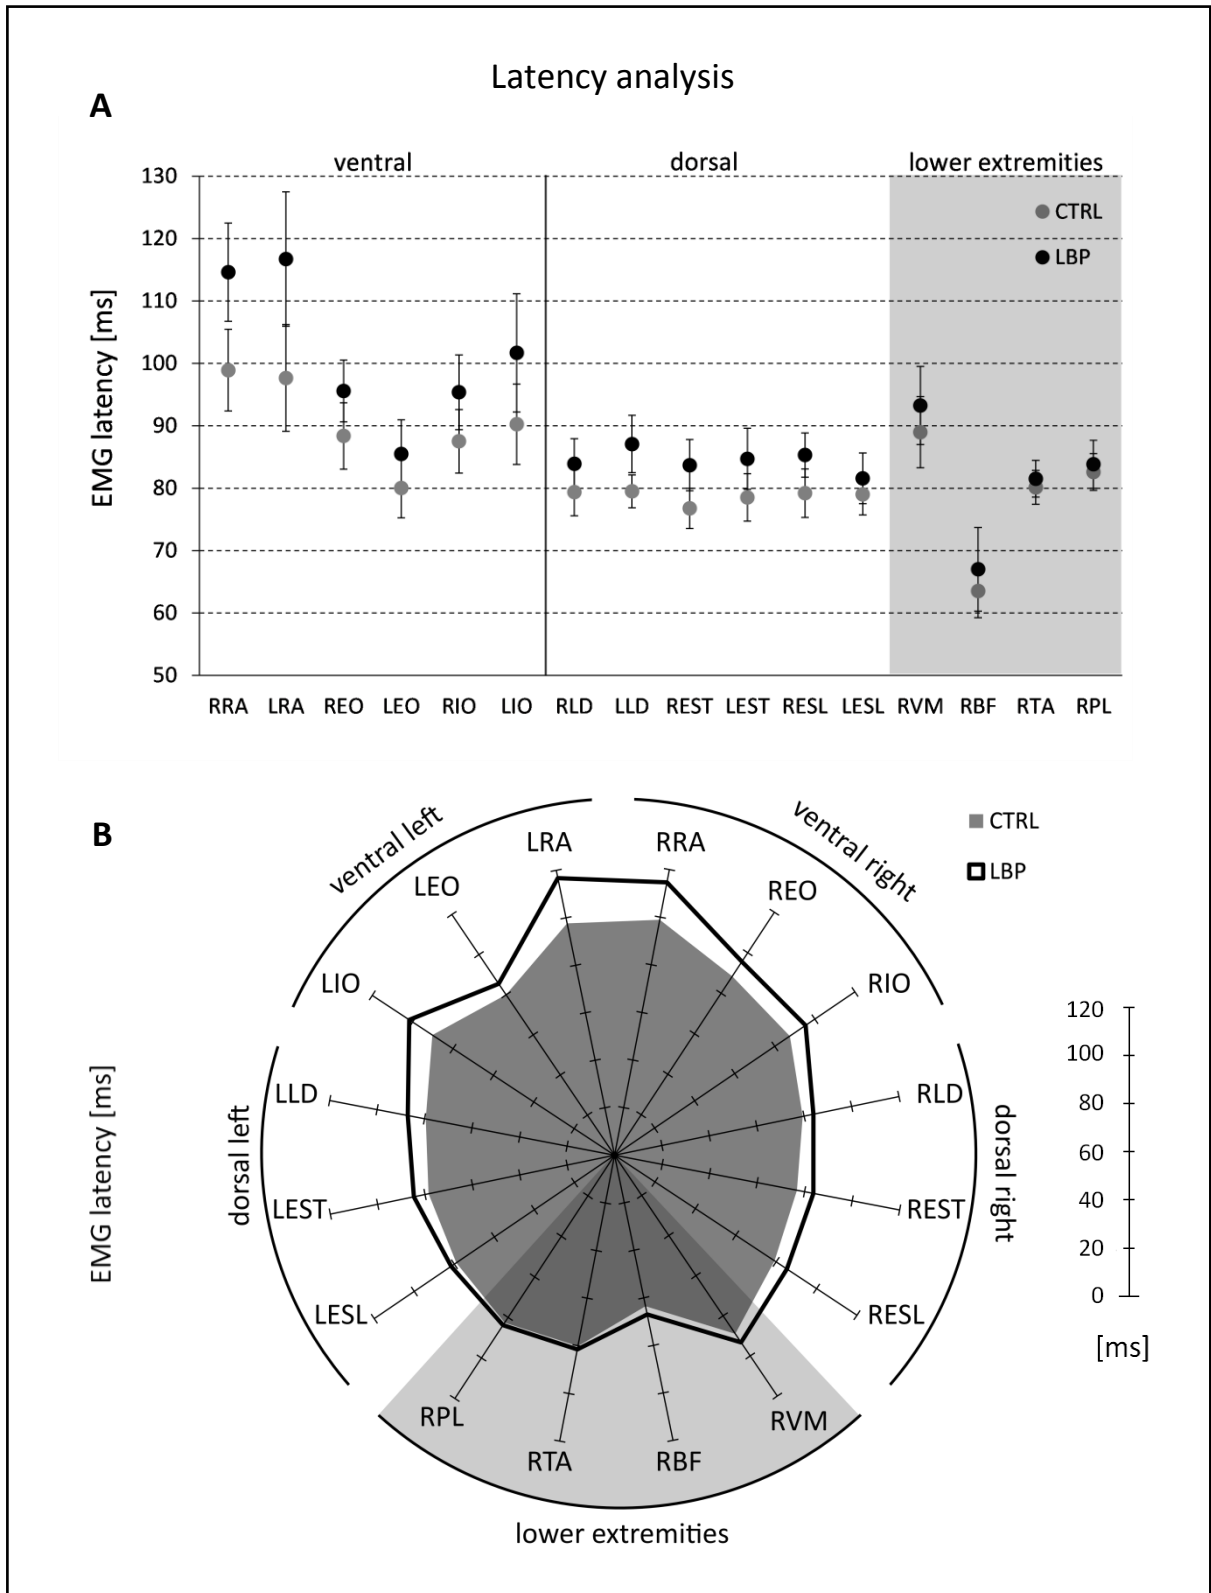 Latency analysis
A
ventral dorsal lower extremities
130
CTRL
120
LBP
110
100
90
80
70
60
50
EMG latency [ms]
RRA LRA REO LEO RIO LIO RLD LLD REST LEST RESL LESL RVM RBF RTA RPL
B
ventral left
ventral right
CTRL
LBP
LRA RRA
LEO REO
LIO RIO
LLD RLD
LEST REST
LESL RESL
RPL RVM
RTA RBF
dorsal left
dorsal right
lower extremities
EMG latency [ms]
120
100
80
60
40
20
0
[ms]